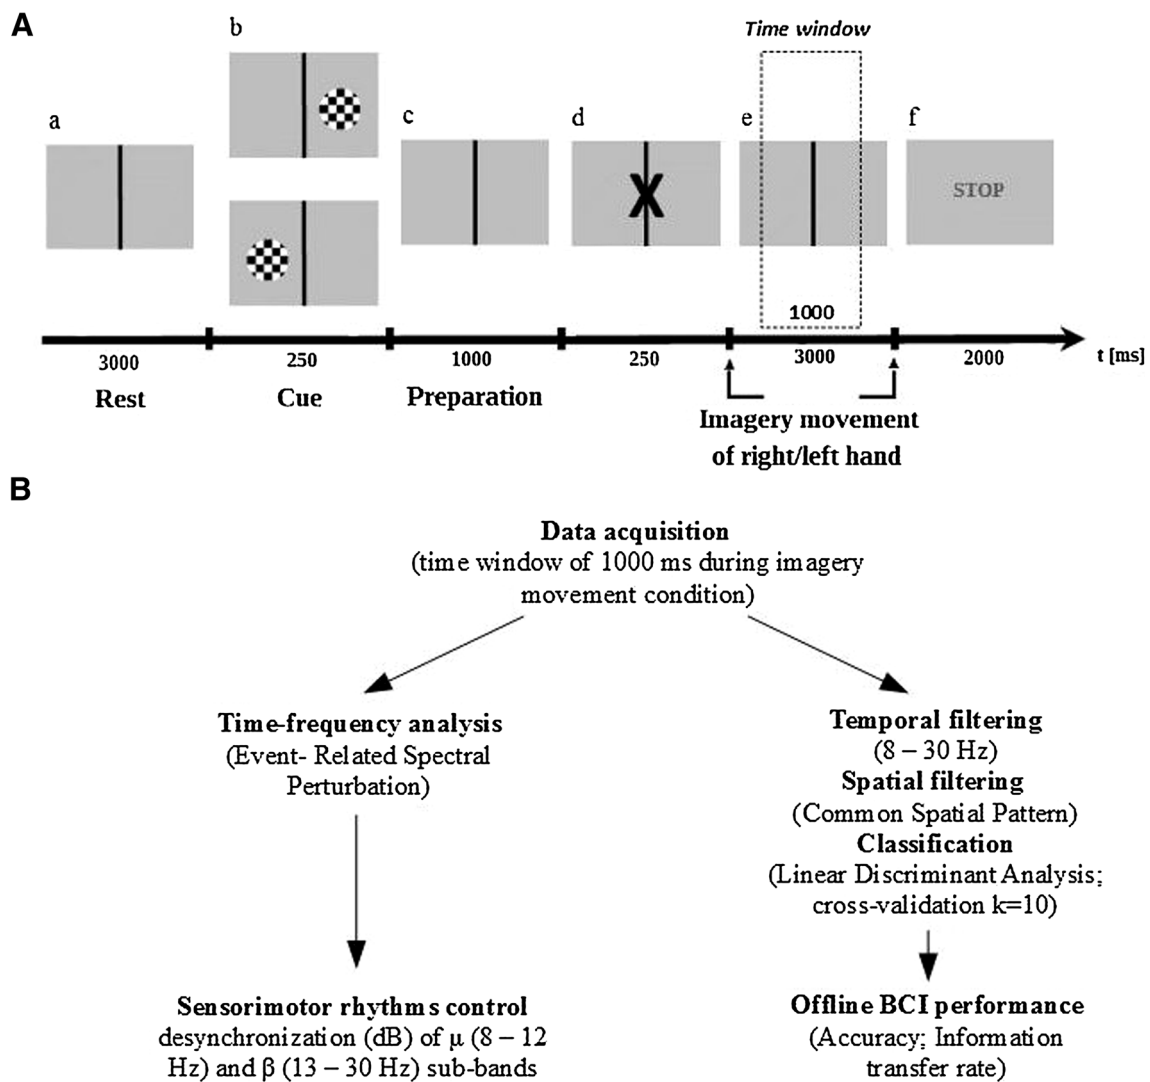 A
b
Time window
a
c
d
e
f
X
STOP
1000
3000
250
1000
250
3000
2000
t [ms]
Rest
Cue
Preparation
Imagery movement
of right/left hand
B
Data acquisition
(time window of 1000 ms during imagery
movement condition)
Time-frequency analysis
(Event- Related Spectral
Perturbation)
Temporal filtering
(8 – 30 Hz)
Spatial filtering
(Common Spatial Pattern)
Classification
(Linear Discriminant Analysis;
cross-validation k=10)
Sensorimotor rhythms control
desynchronization (dB) of μ (8 – 12
Hz) and β (13 – 30 Hz) sub-bands
Offline BCI performance
(Accuracy; Information
transfer rate)